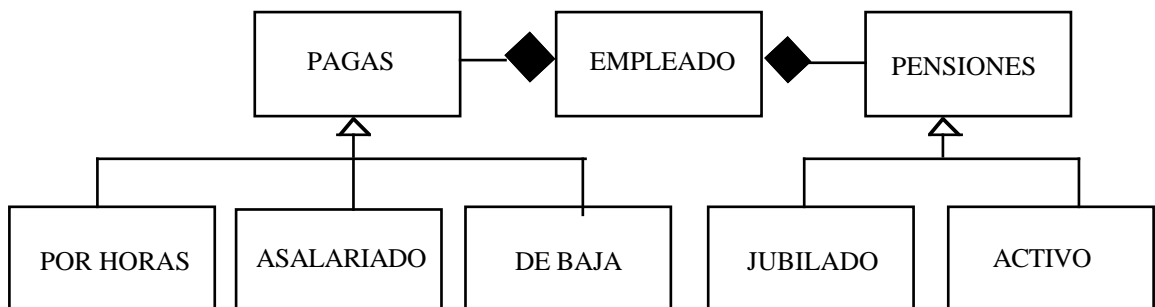 PAGAS
EMPLEADO
PENSIONES
POR HORAS
ASALARIADO
DE BAJA
JUBILADO
ACTIVO